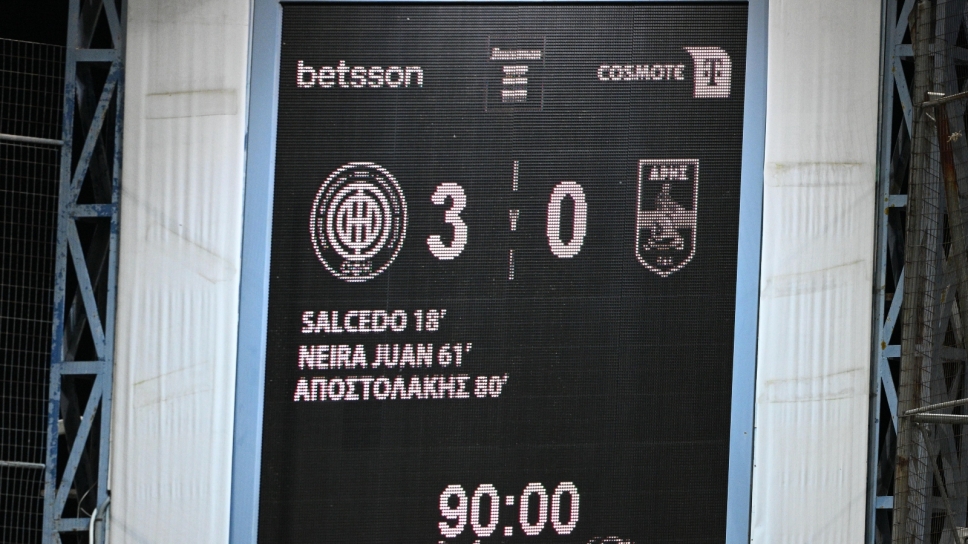 betsson
COSMOTE T
3 0
ΑΡΗΣ
SALCEDO 18'
NEIRA JUAN 61'
ΑΠΟΣΤΟΛΑΚΗΣ 80'
90:00